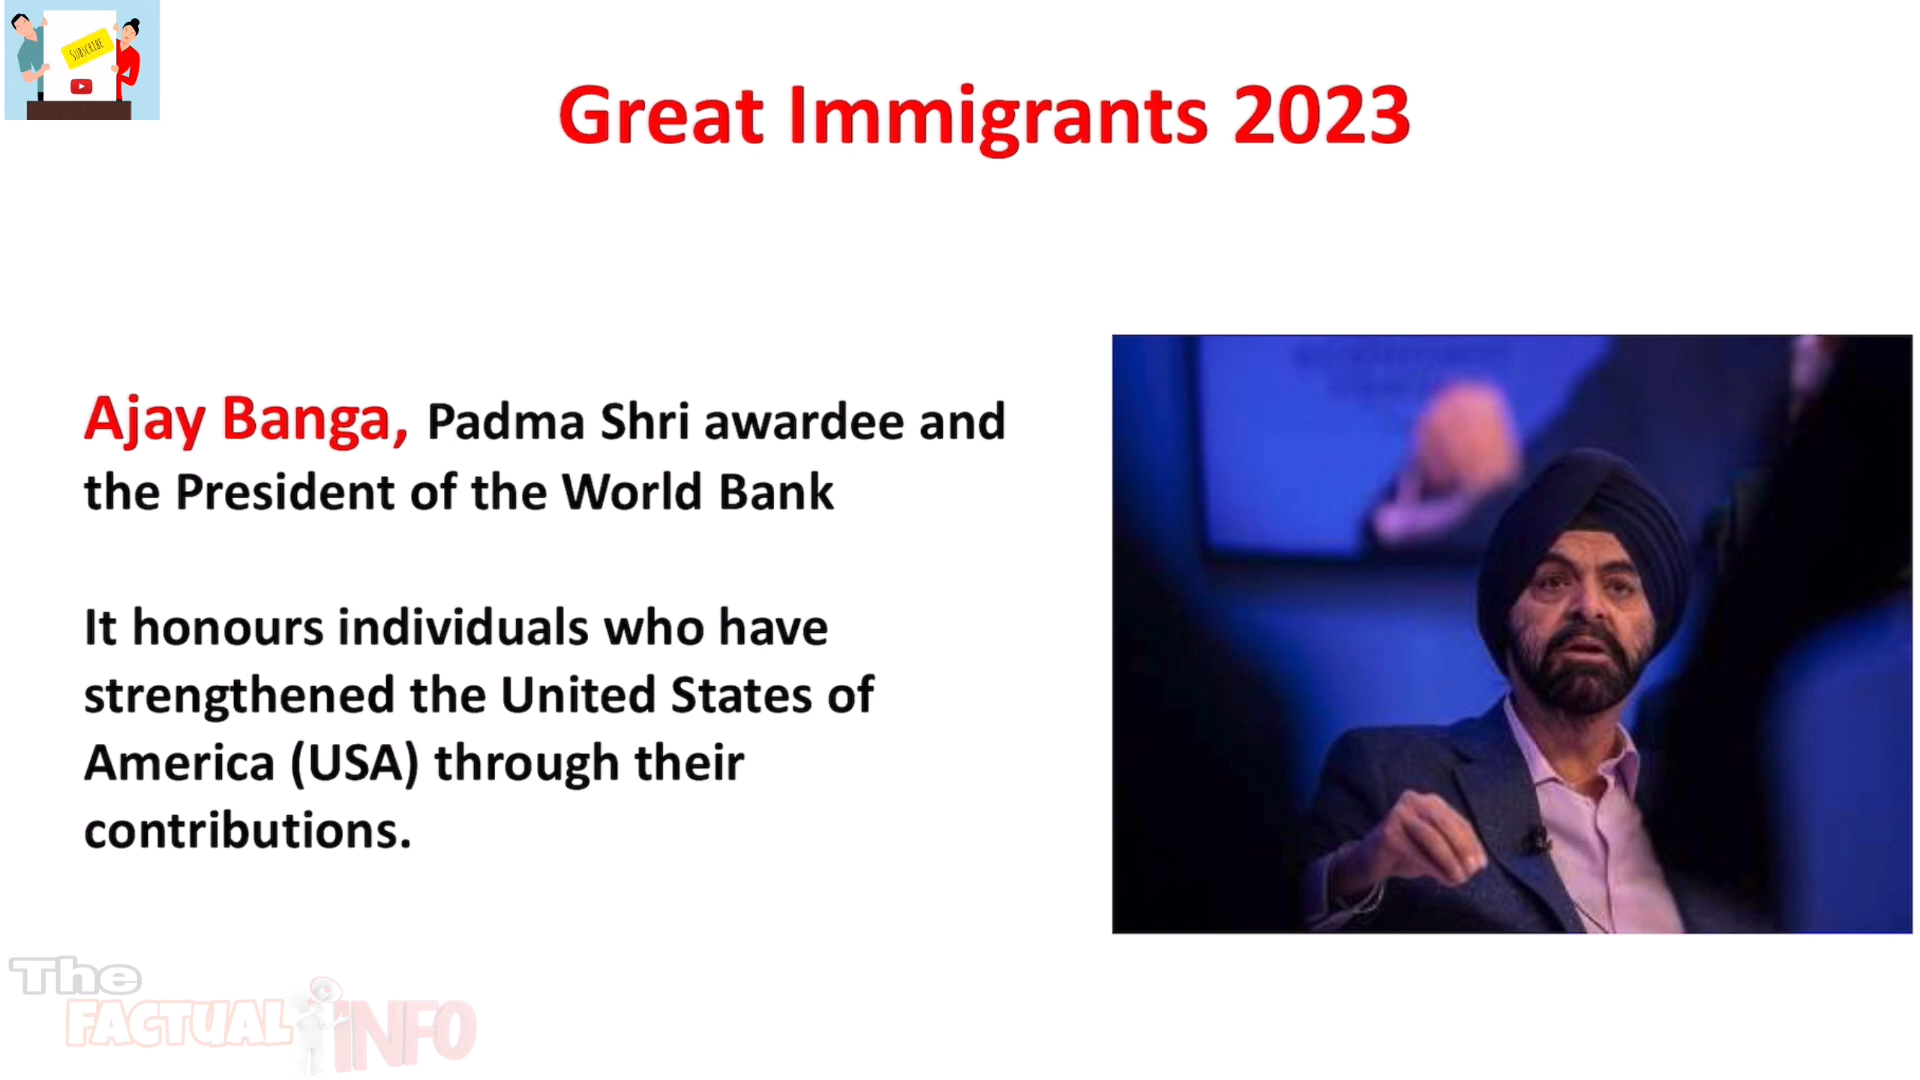 SUBSCRIBE
Great Immigrants 2023
Ajay Banga, Padma Shri awardee and
the President of the World Bank
It honours individuals who have
strengthened the United States of
America (USA) through their
contributions.
The
FACTUAL INFO